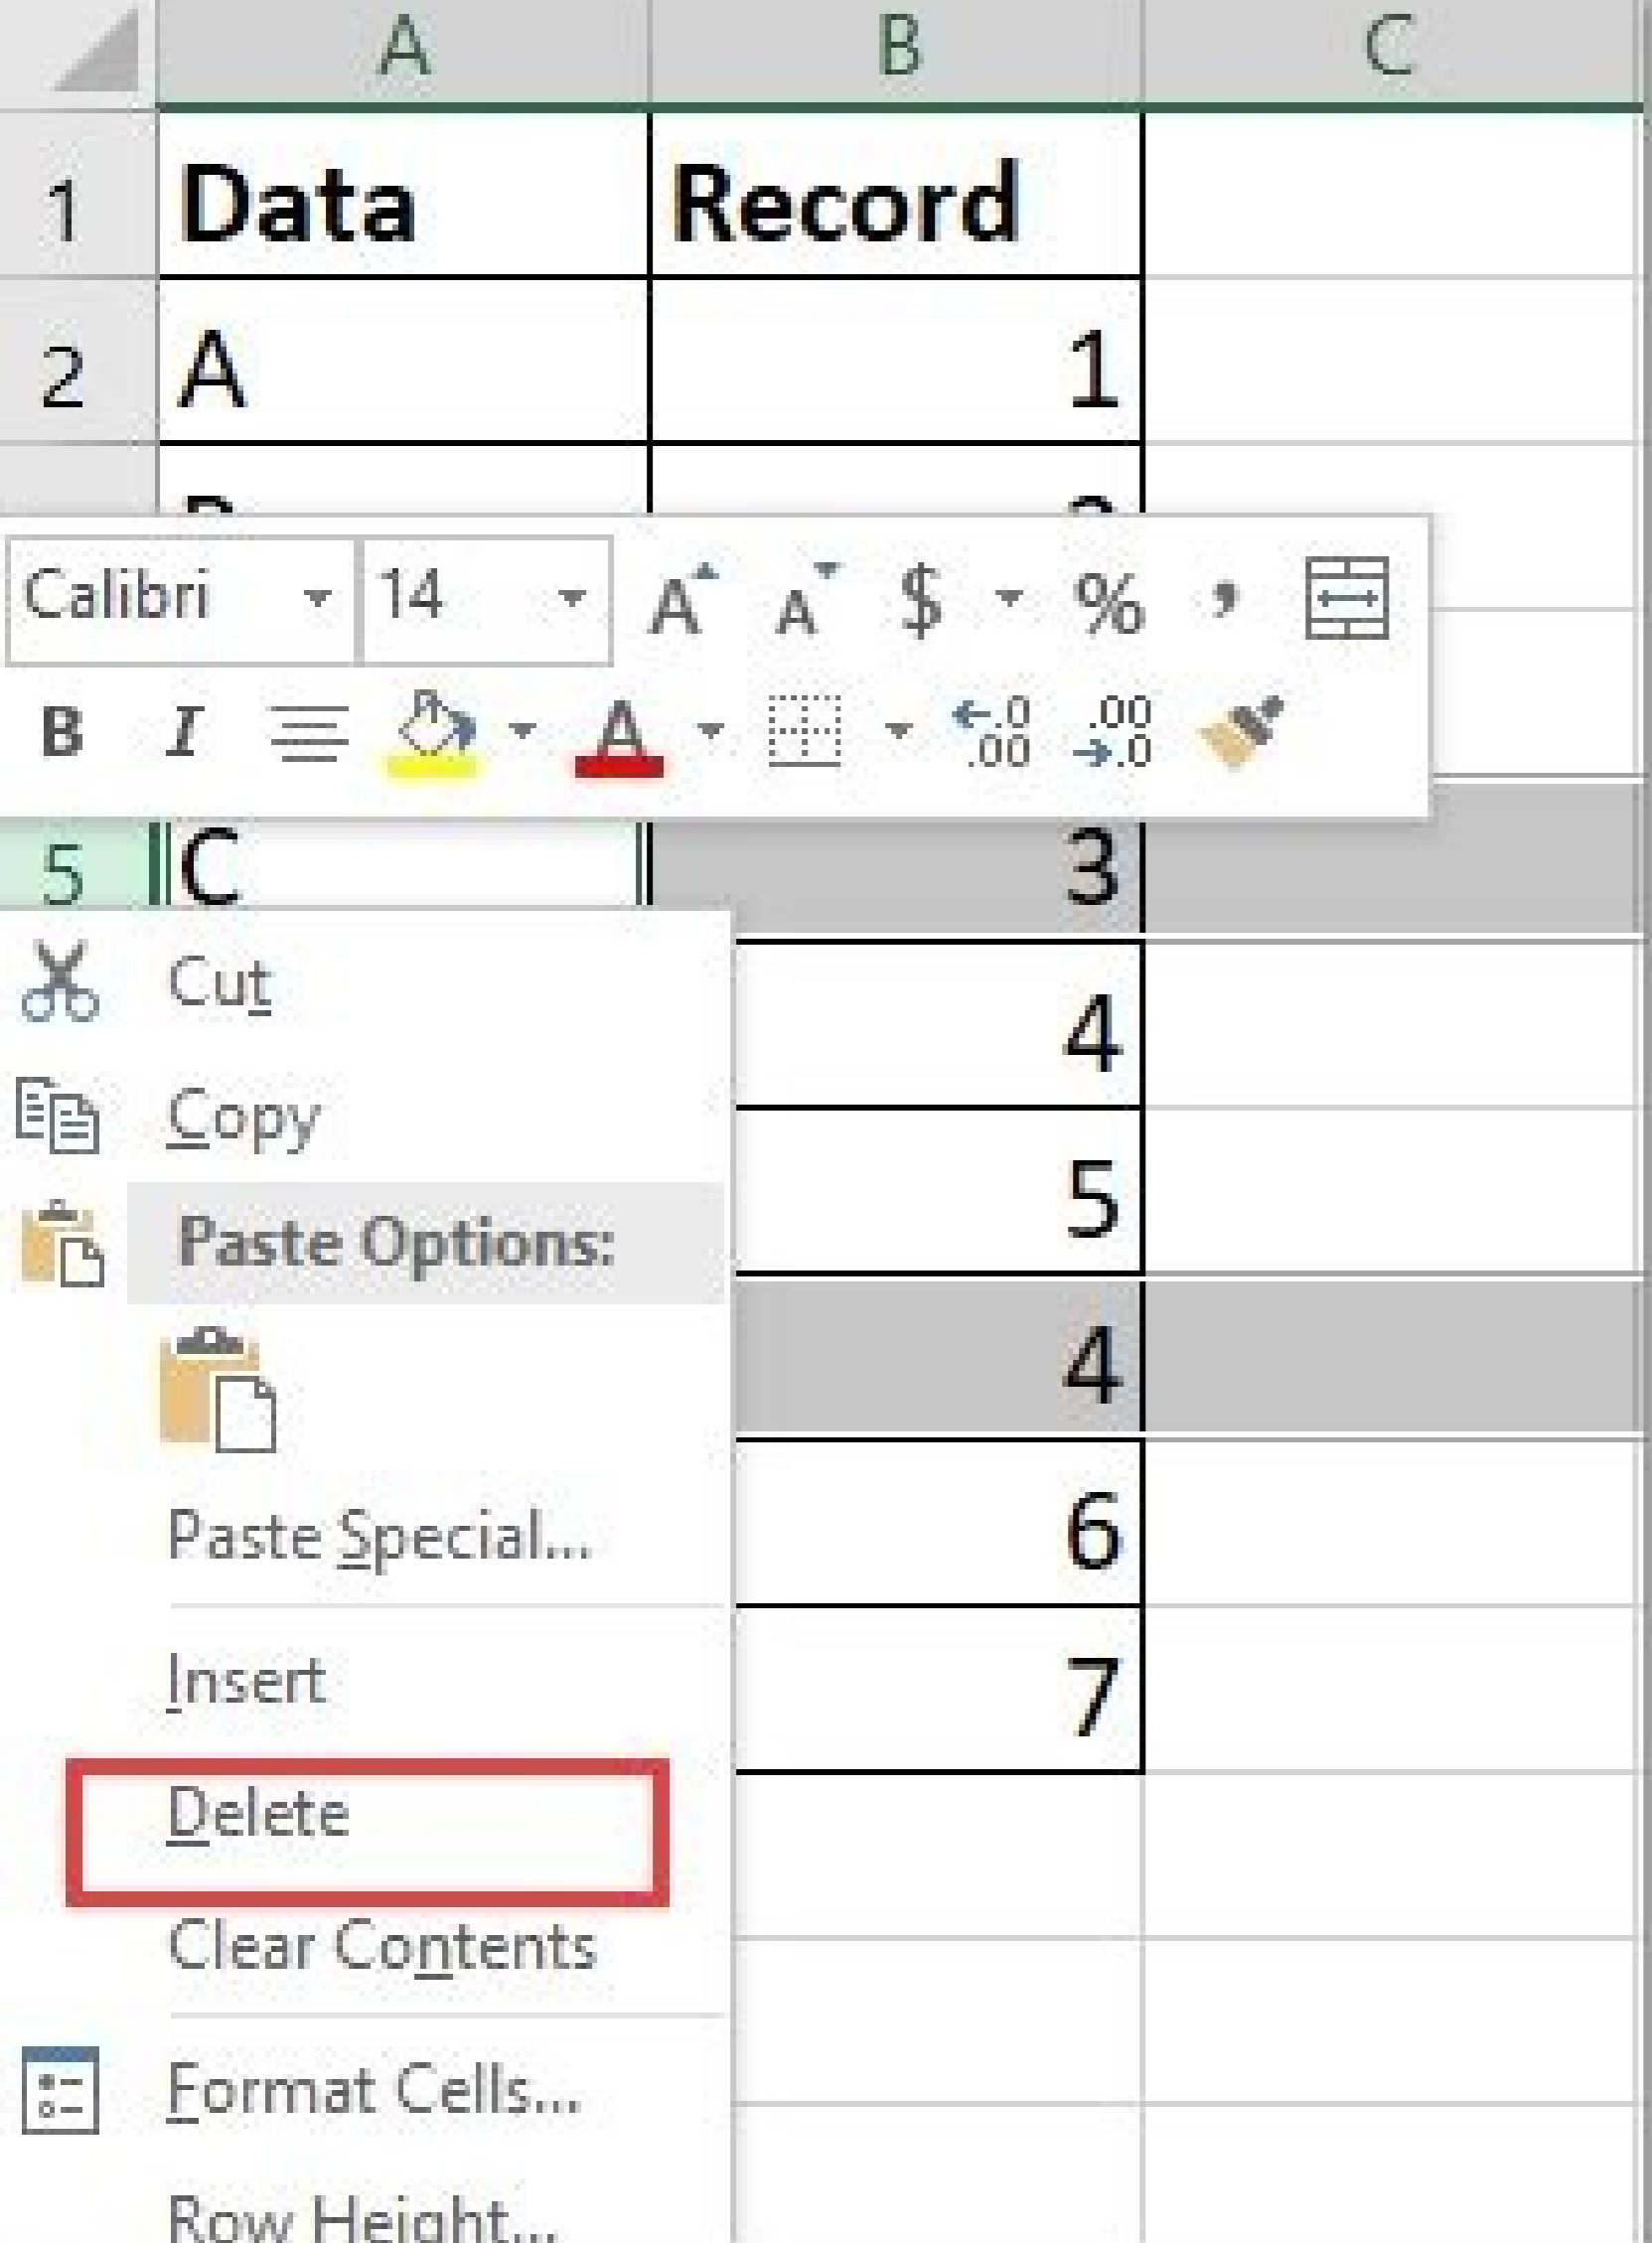 A B C
1 Data Record
2 A 1
Calibri 14 A A $ % ,
B I A .0 .00 .00 .0
5 C 3
Cut
4
Copy
5
Paste Options:
4
Paste Special...
6
Insert
7
Delete
Clear Contents
Format Cells...
Row Height...